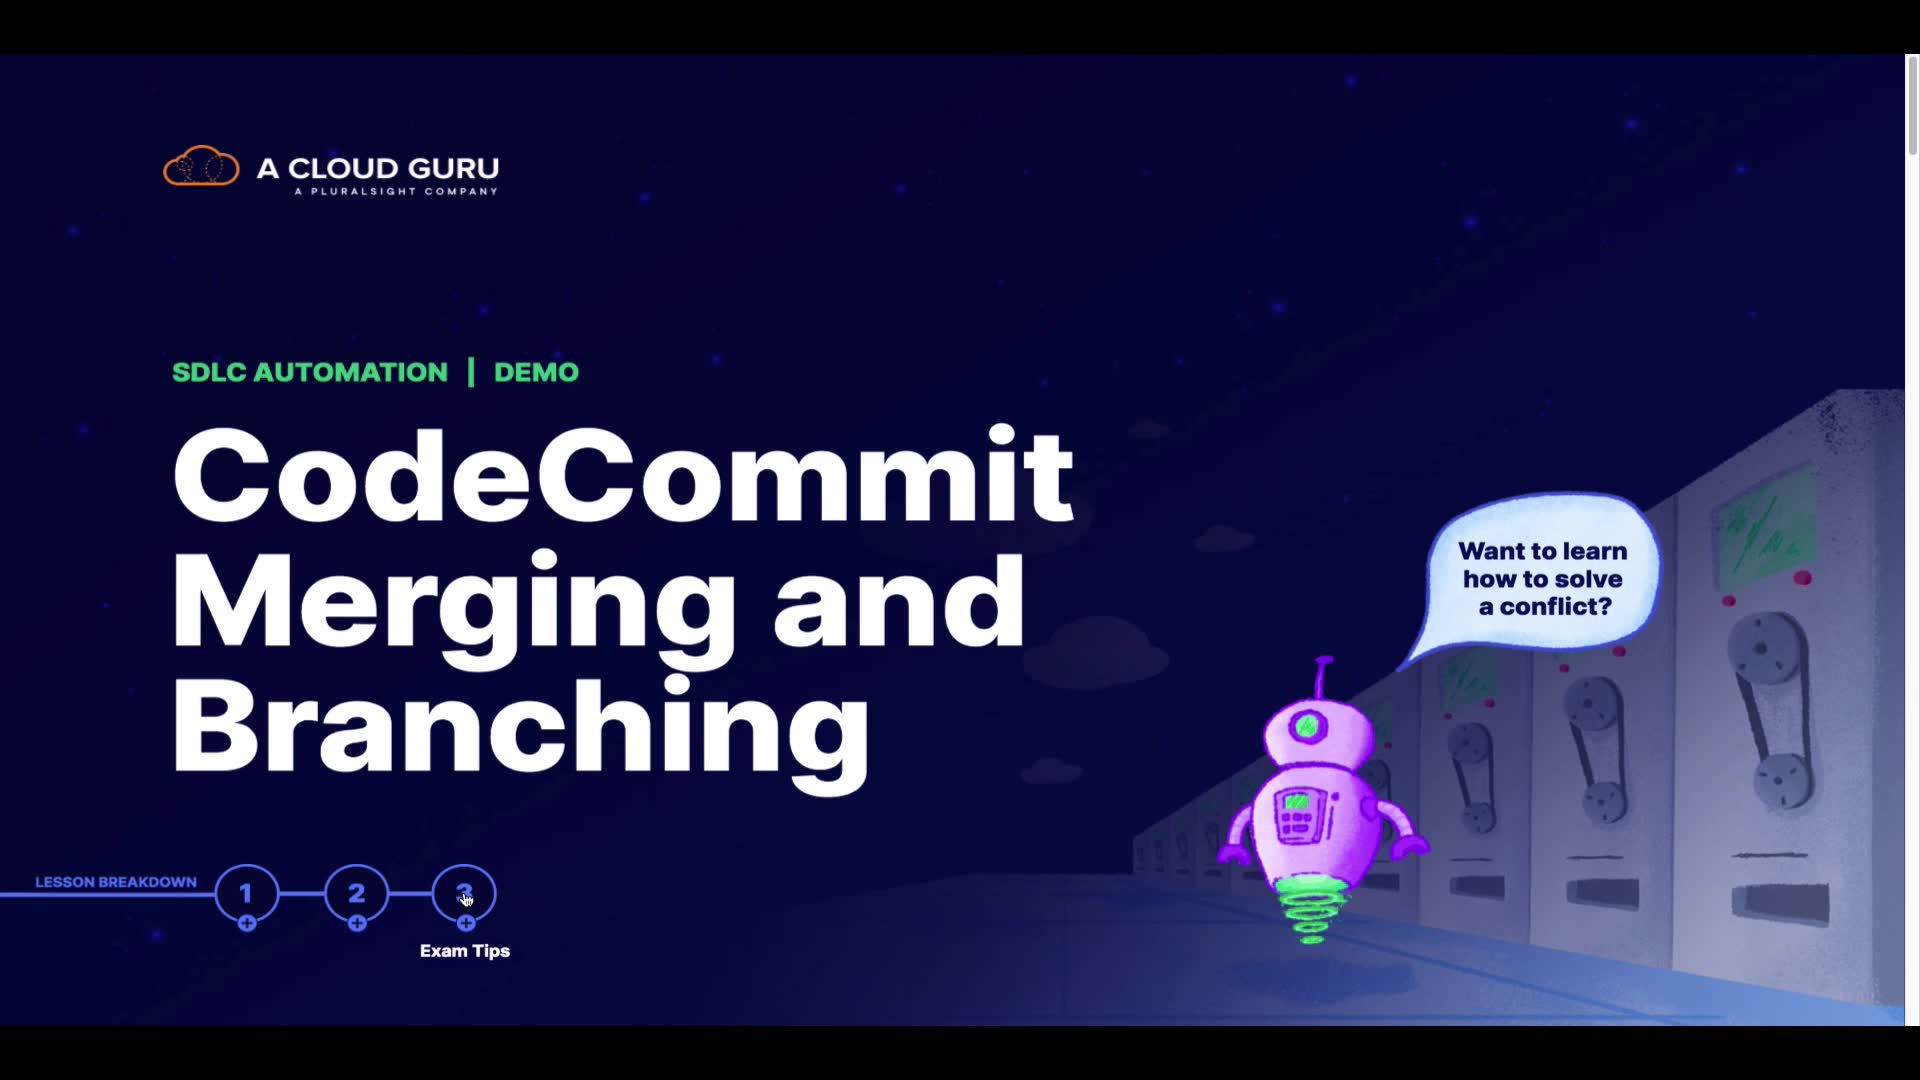 A CLOUD GURU
A PLURALSIGHT COMPANY
SDLC AUTOMATION | DEMO
CodeCommit
Merging and
Branching
Want to learn
how to solve
a conflict?
LESSON BREAKDOWN
1 2 3
Exam Tips